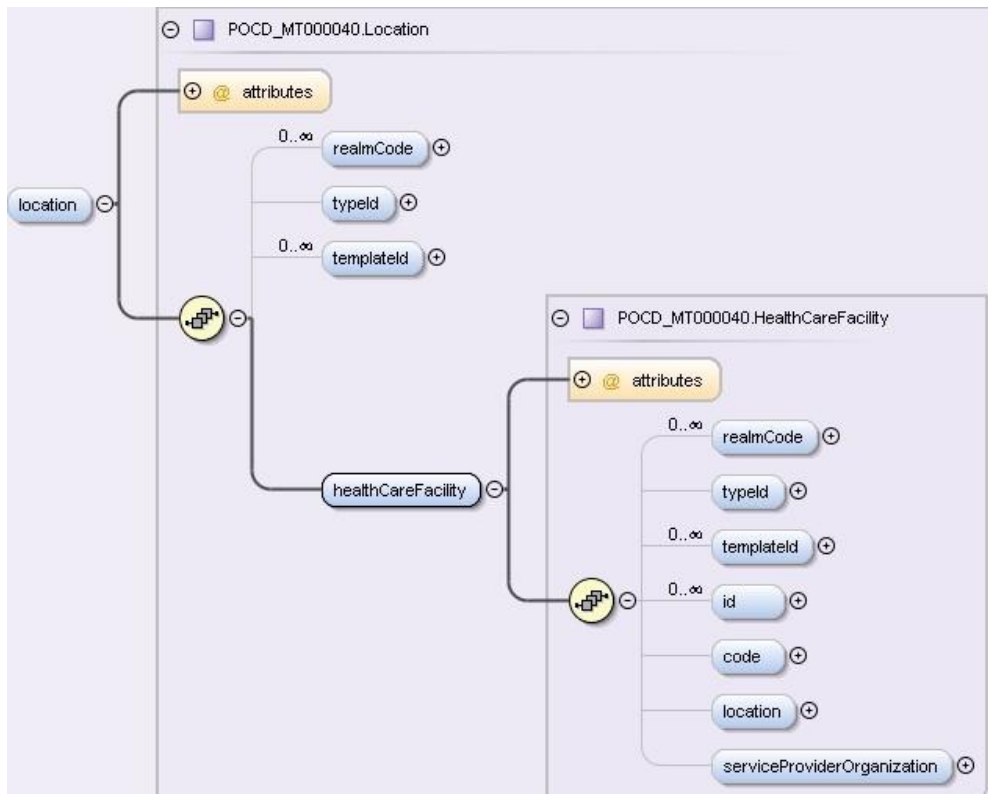 POCD_MT000040.Location
@ attributes
0..∞
realmCode
location
typeId
0..∞
templateId
POCD_MT000040.HealthCareFacility
@ attributes
0..∞
realmCode
healthCareFacility
typeId
0..∞
templateId
0..∞
id
code
location
serviceProviderOrganization